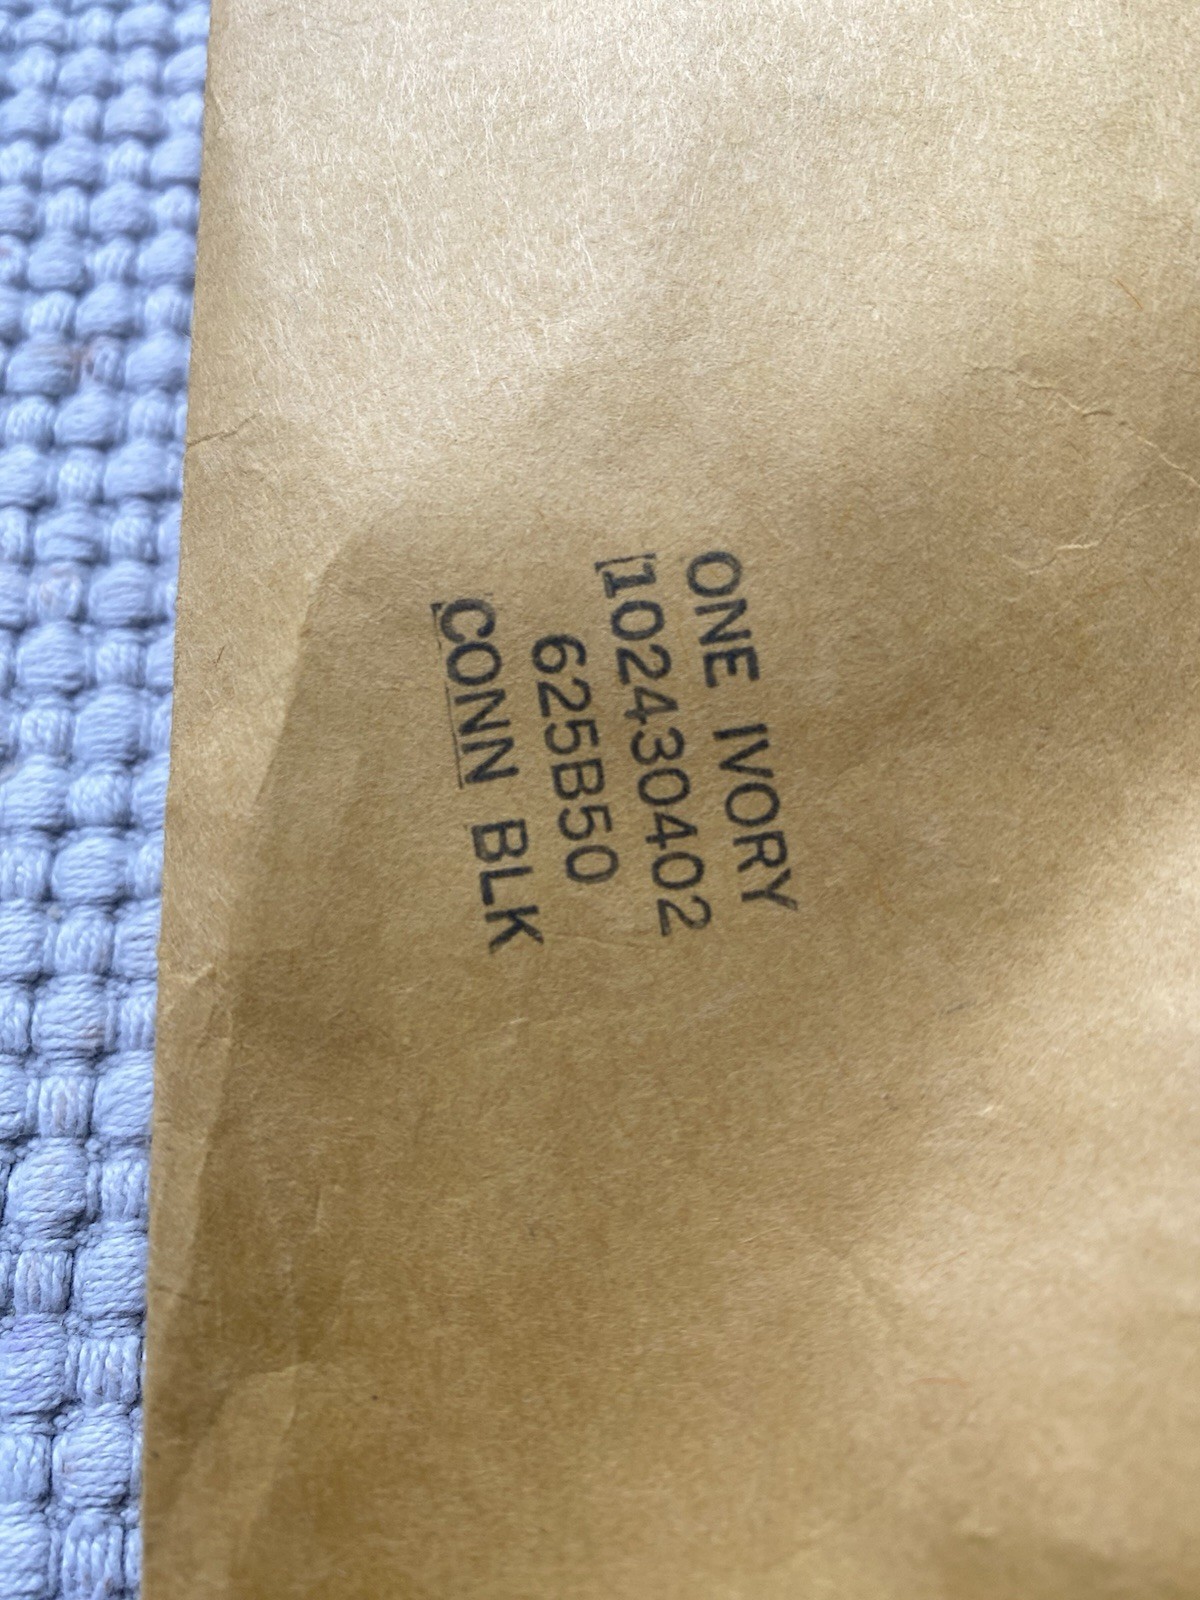 ONE IVORY
102430402
625B50
CONN BLK